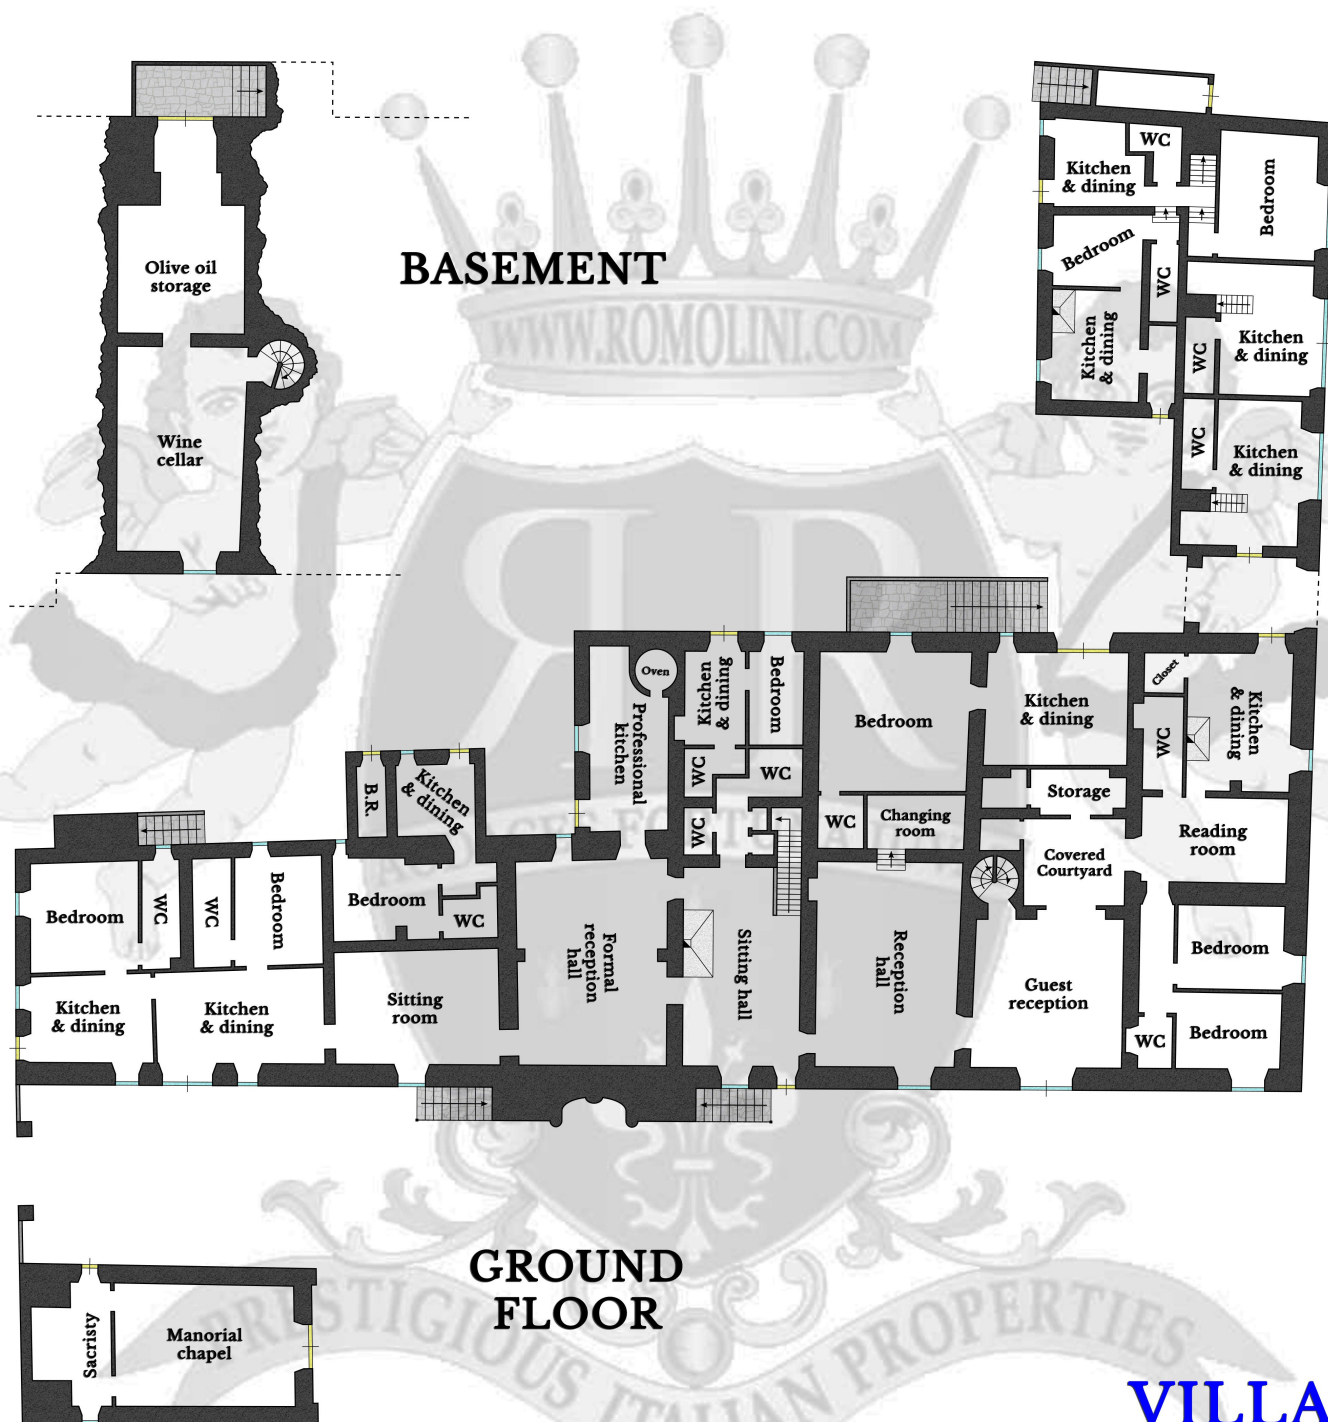 BASEMENT
Olive oil
storage
Wine
cellar
WWW.ROMOLINI.COM
WC
Kitchen
& dining
Bedroom
Bedroom
WC
Kitchen
& dining
Kitchen
& dining
WC
WC
Kitchen
& dining
Oven
Professional
kitchen
Kitchen
& dining
Bedroom
WC
WC
WC
Bedroom
WC
Changing
room
Kitchen
& dining
Storage
Covered
Courtyard
Closet
WC
Kitchen
& dining
Reading
room
B.R.
Kitchen
& dining
Bedroom
WC
WC
Bedroom
Bedroom
WC
Kitchen
& dining
Kitchen
& dining
Sitting
room
Formal
reception
hall
Sitting hall
Reception
hall
Guest
reception
Bedroom
WC
Bedroom
GROUND
FLOOR
Sacristy
Manorial
chapel
PRESTIGIOUS ITALIAN PROPERTIES
VILLA